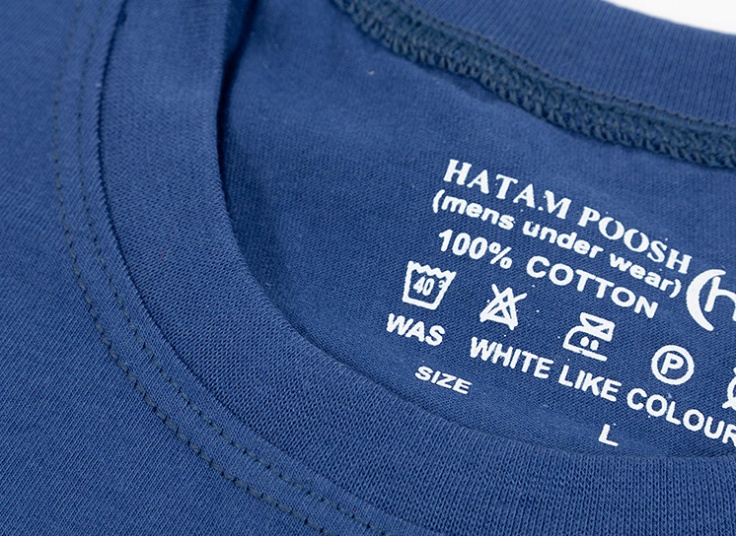 HATAM POOSH
(mens under wear)
100% COTTON
40°
P
WAS WHITE LIKE COLOUR
SIZE L